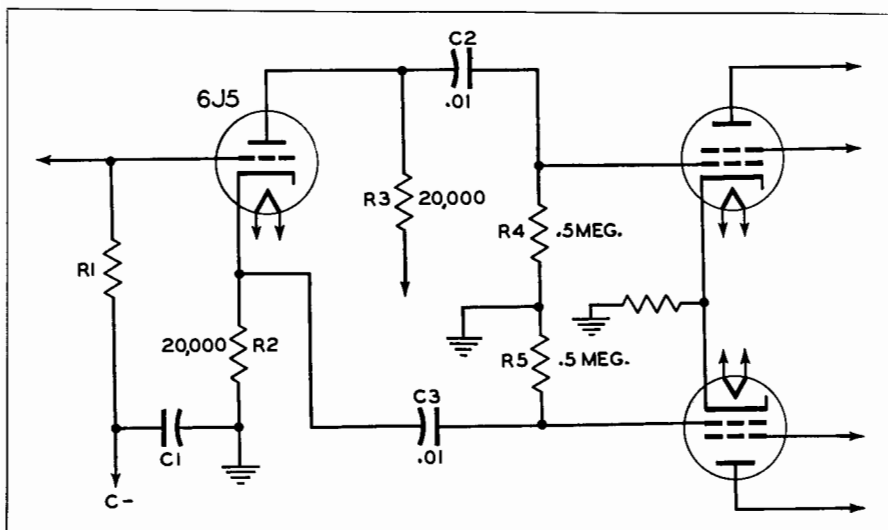 C2
.01
6J5
R3 20,000
R4 .5MEG.
R1
20,000 R2
R5 .5 MEG.
C3
.01
C1
C-